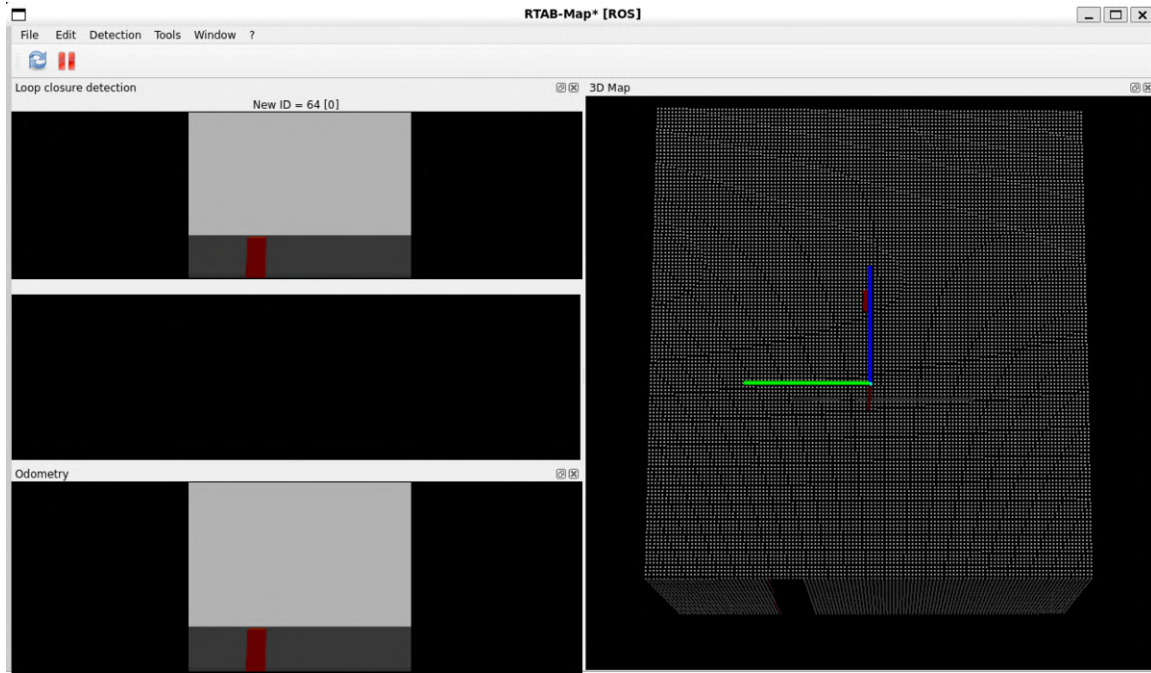 RTAB-Map* [ROS]
File Edit Detection Tools Window ?
Loop closure detection
New ID = 64 [0]
3D Map
Odometry